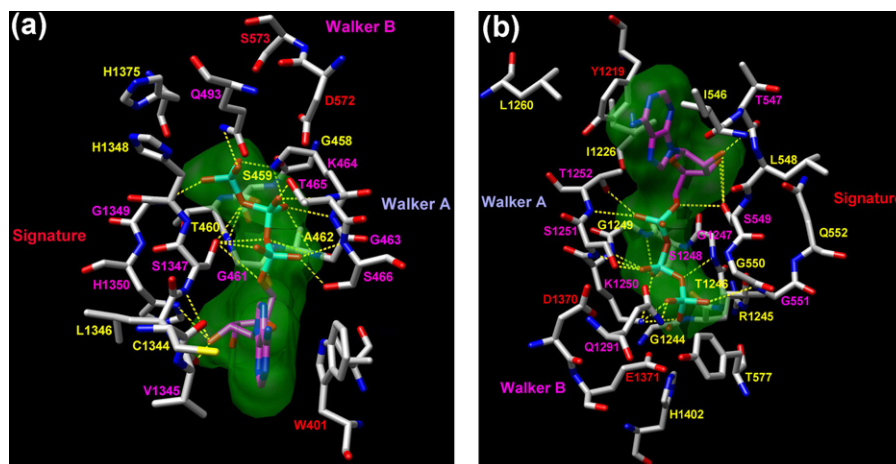 (a)
Walker B
S573
H1375
Q493
D572
G458
H1348
K464
S459
T465
Walker A
G1349
Signature
T460
A462
G463
S1347
G461
H1350
S466
L1346
C1344
V1345
W401
(b)
Y1219
L1260
I546
T547
I1226
L548
T1252
Walker A
Signature
S549
S1251
G1249
G1247
Q552
S1248
G550
K1250
T1246
G551
D1370
R1245
Q1291
G1244
Walker B
E1371
T577
H1402